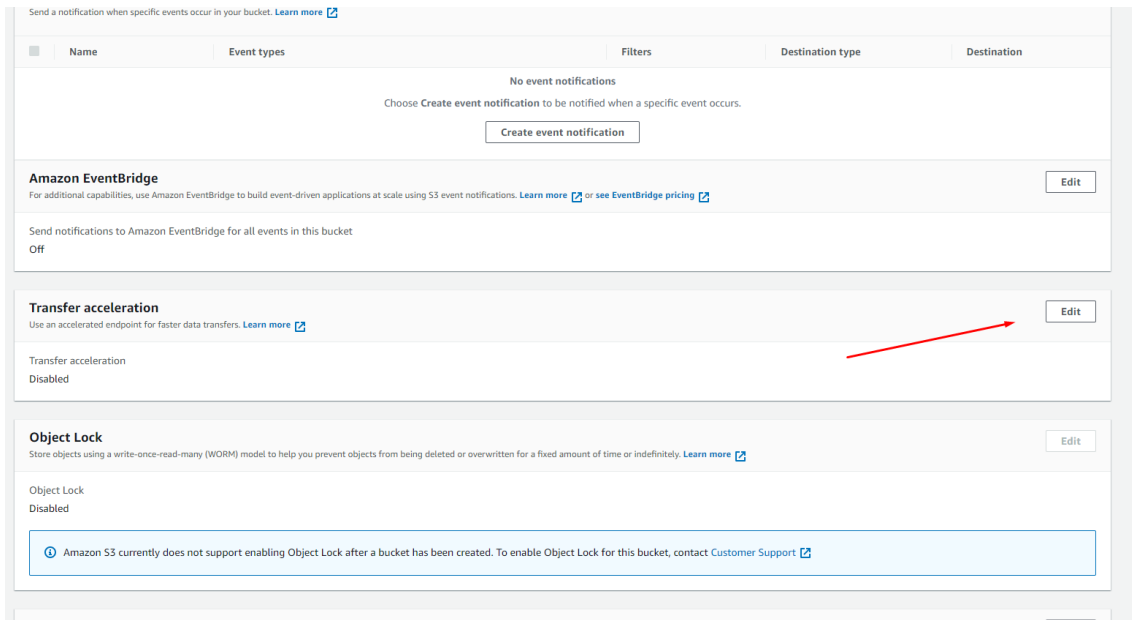 Send a notification when specific events occur in your bucket. Learn more
Name Event types Filters Destination type Destination
No event notifications
Choose Create event notification to be notified when a specific event occurs.
Create event notification
Amazon EventBridge
Edit
For additional capabilities, use Amazon EventBridge to build event-driven applications at scale using S3 event notifications. Learn more or see EventBridge pricing
Send notifications to Amazon EventBridge for all events in this bucket
Off
Transfer acceleration
Edit
Use an accelerated endpoint for faster data transfers. Learn more
Transfer acceleration
Disabled
Object Lock
Edit
Store objects using a write-once-read-many (WORM) model to help you prevent objects from being deleted or overwritten for a fixed amount of time or indefinitely. Learn more
Object Lock
Disabled
Amazon S3 currently does not support enabling Object Lock after a bucket has been created. To enable Object Lock for this bucket, contact Customer Support